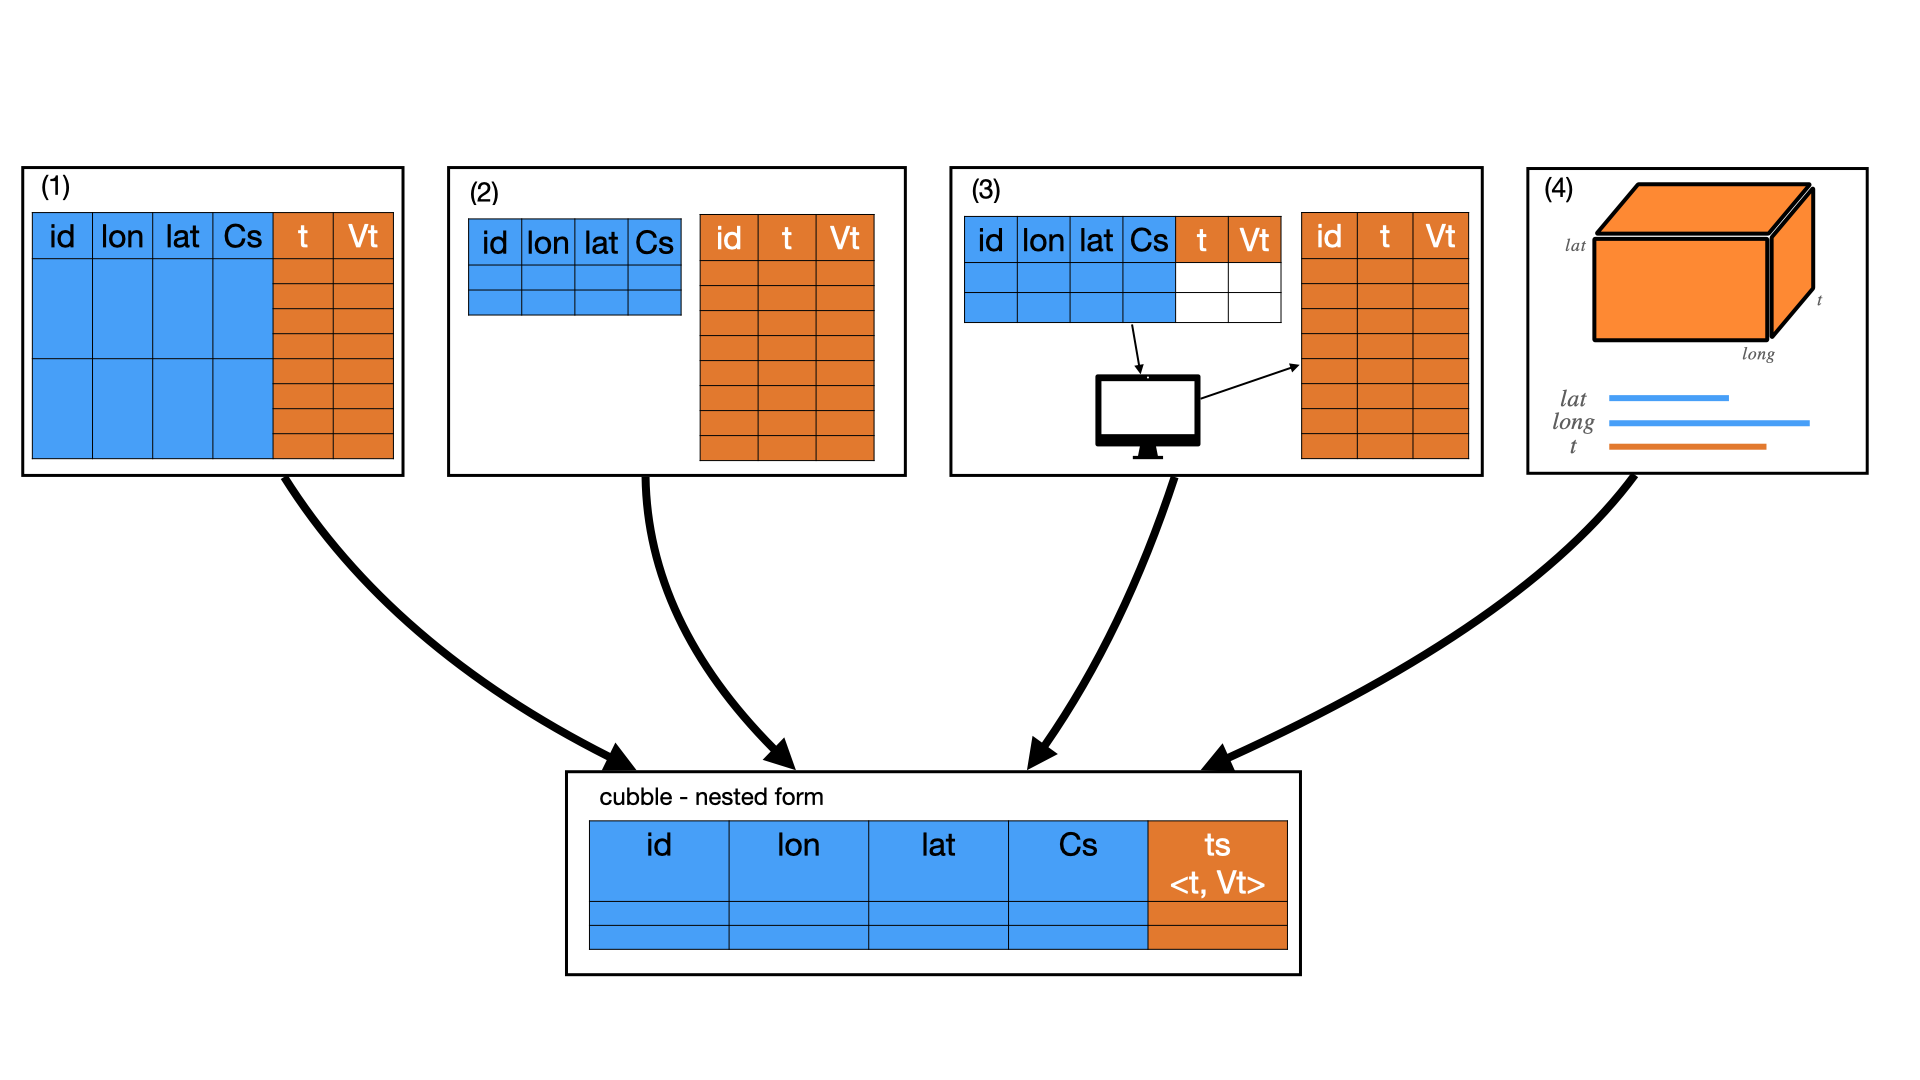 (1)
id lon lat Cs t Vt
(2)
id lon lat Cs
id t Vt
(3)
id lon lat Cs t Vt
id t Vt
(4)
lat
t
long
lat
long
t
cubble - nested form
id lon lat Cs ts
<t, Vt>